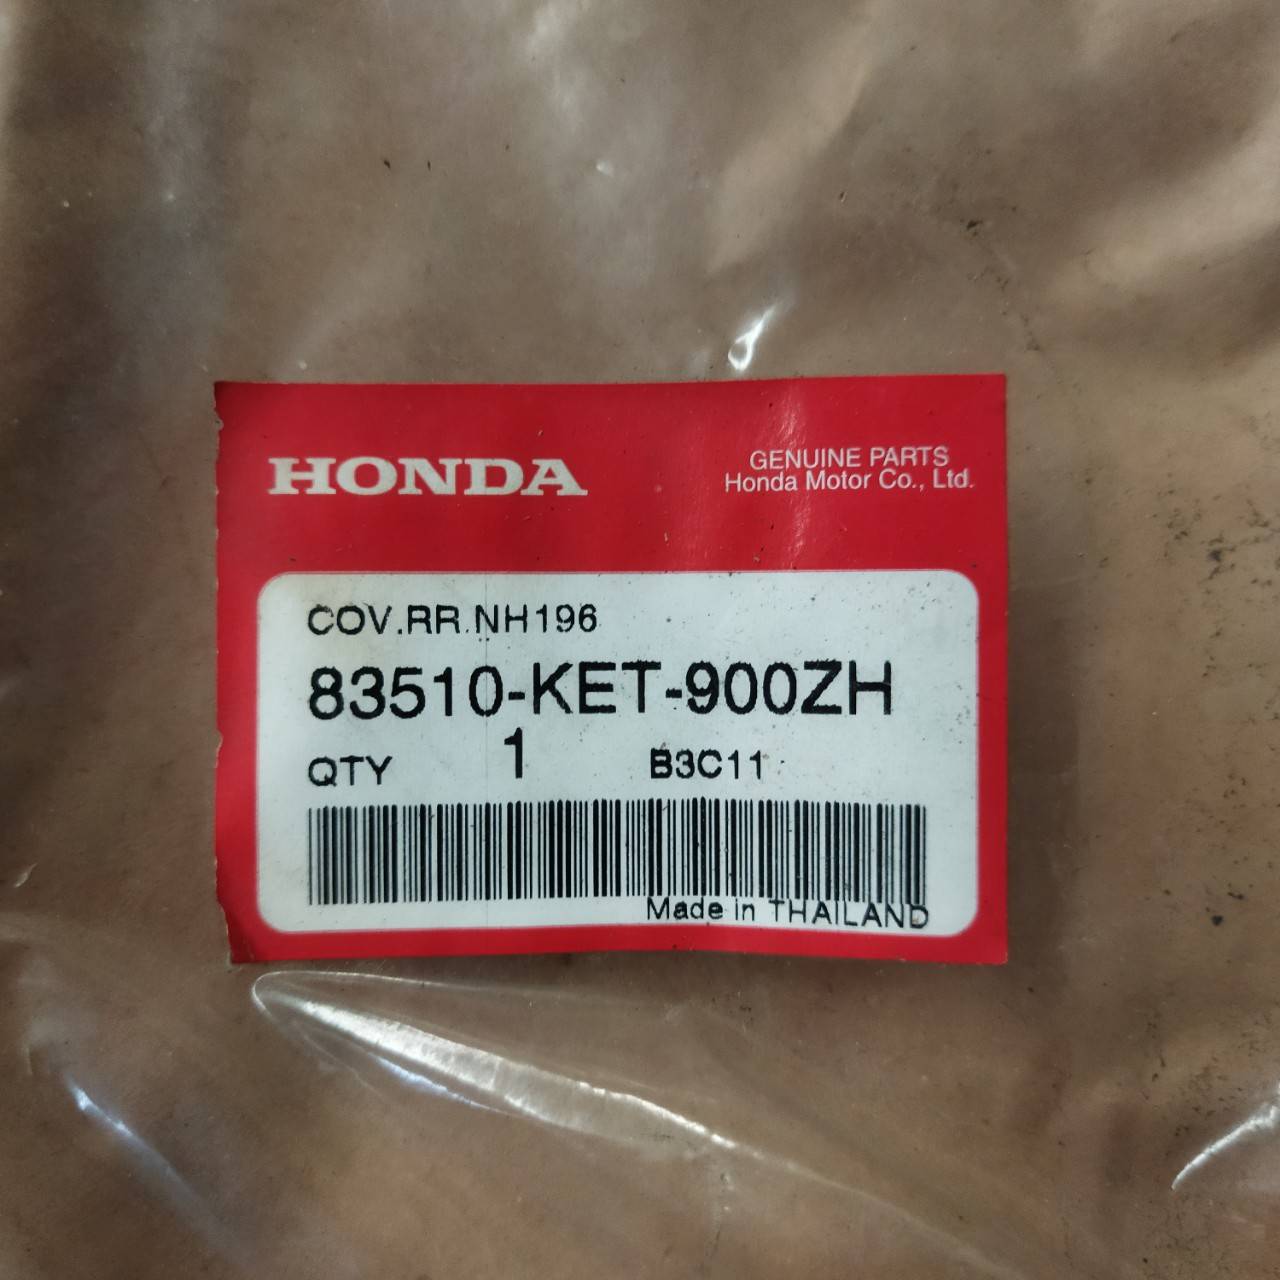 HONDA
GENUINE PARTS
Honda Motor Co., Ltd.
COV.RR.NH196
83510-KET-900ZH
QTY 1 B3C11
Made in THAILAND